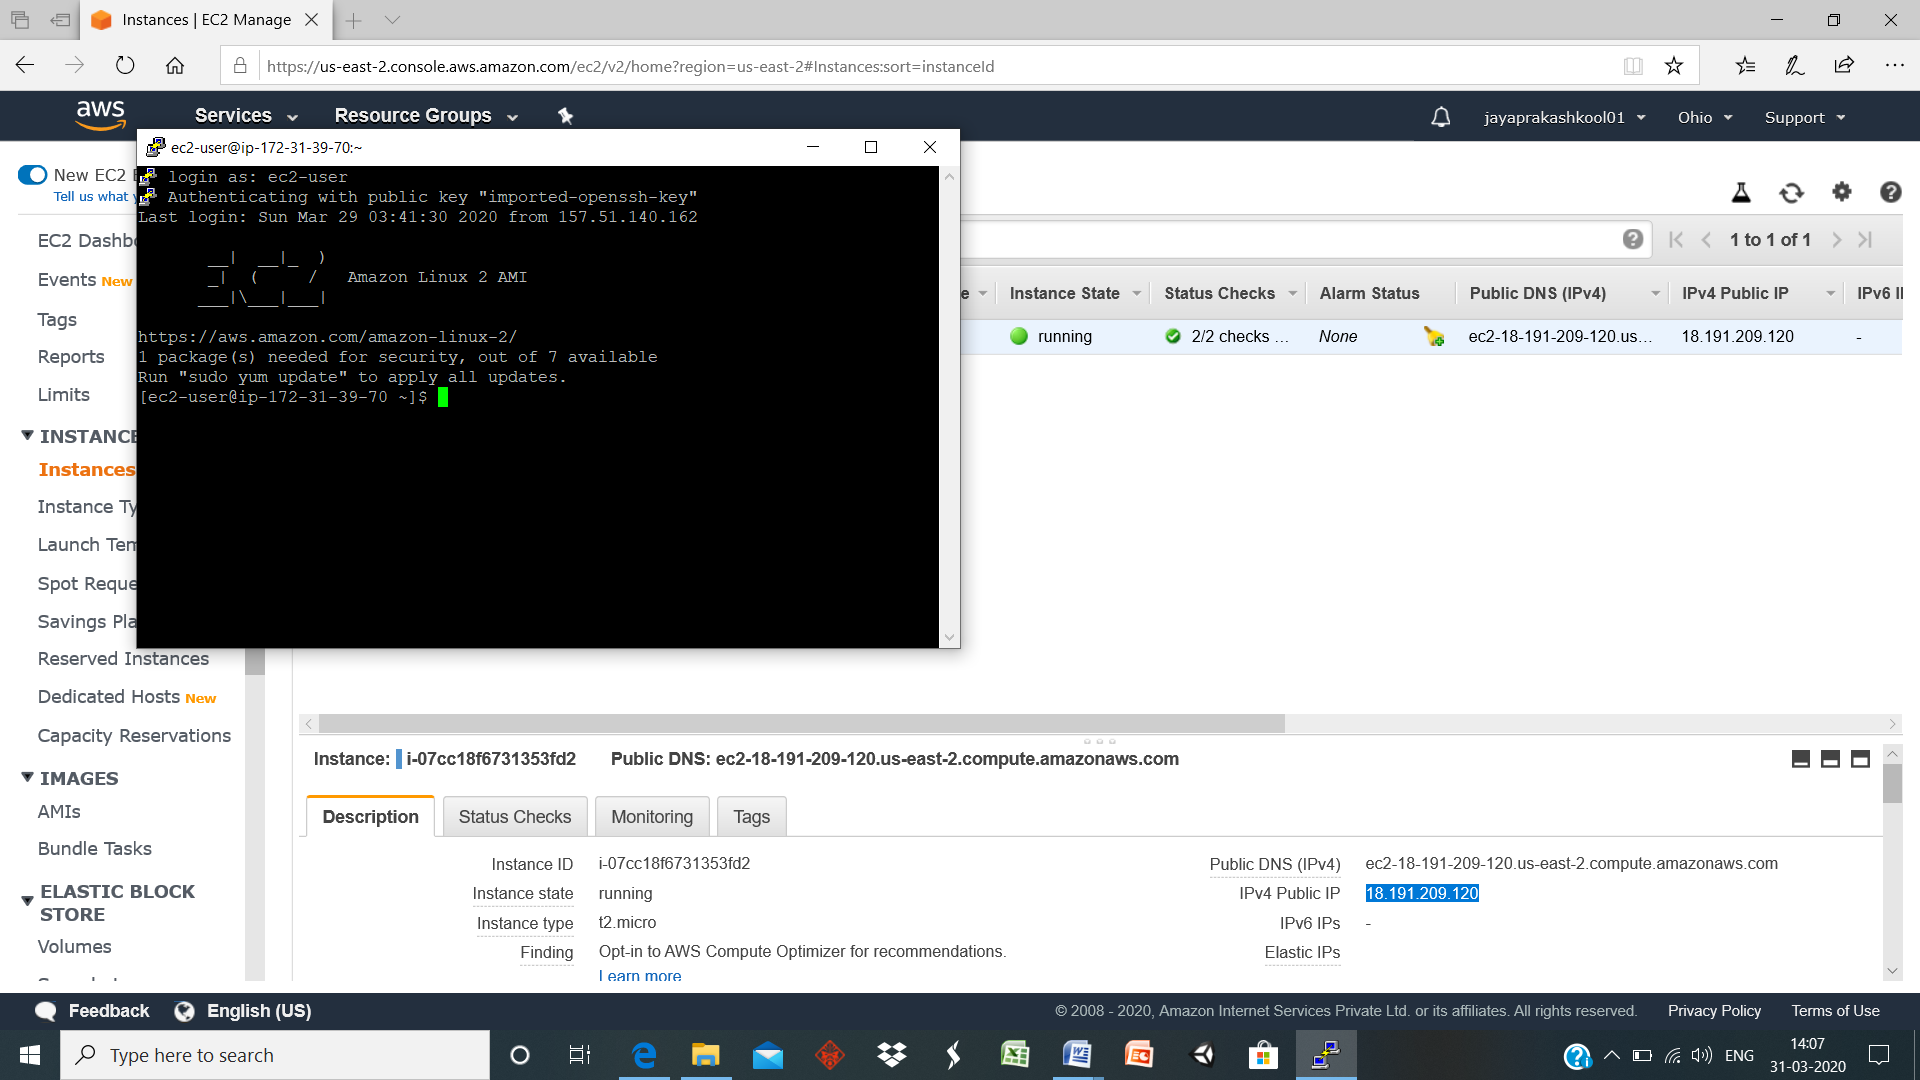 Instances | EC2 Manage
https://us-east-2.console.aws.amazon.com/ec2/v2/home?region=us-east-2#Instances:sort=instanceId
aws Services Resource Groups jayaprakashkool01 Ohio Support
ec2-user@ip-172-31-39-70:~
login as: ec2-user
Authenticating with public key "imported-openssh-key"
Last login: Sun Mar 29 03:41:30 2020 from 157.51.140.162
__| __|_ )
_| ( / Amazon Linux 2 AMI
___|\___|___|
https://aws.amazon.com/amazon-linux-2/
1 package(s) needed for security, out of 7 available
Run "sudo yum update" to apply all updates.
[ec2-user@ip-172-31-39-70 ~]$
New EC2
Tell us what
EC2 Dashb
Events New
Tags
Reports
Limits
INSTANCE
Instances
Instance Ty
Launch Tem
Spot Reque
Savings Pla
Reserved Instances
Dedicated Hosts New
Capacity Reservations
IMAGES
AMIs
Bundle Tasks
ELASTIC BLOCK
STORE
Volumes
1 to 1 of 1
e Instance State Status Checks Alarm Status Public DNS (IPv4) IPv4 Public IP IPv6 I
running 2/2 checks ... None ec2-18-191-209-120.us... 18.191.209.120 -
Instance: i-07cc18f6731353fd2 Public DNS: ec2-18-191-209-120.us-east-2.compute.amazonaws.com
Description Status Checks Monitoring Tags
Instance ID i-07cc18f6731353fd2 Public DNS (IPv4) ec2-18-191-209-120.us-east-2.compute.amazonaws.com
Instance state running IPv4 Public IP 18.191.209.120
Instance type t2.micro IPv6 IPs -
Finding Opt-in to AWS Compute Optimizer for recommendations. Elastic IPs
Learn more
Feedback English (US) © 2008 - 2020, Amazon Internet Services Private Ltd. or its affiliates. All rights reserved. Privacy Policy Terms of Use
Type here to search
ENG
14:07
31-03-2020